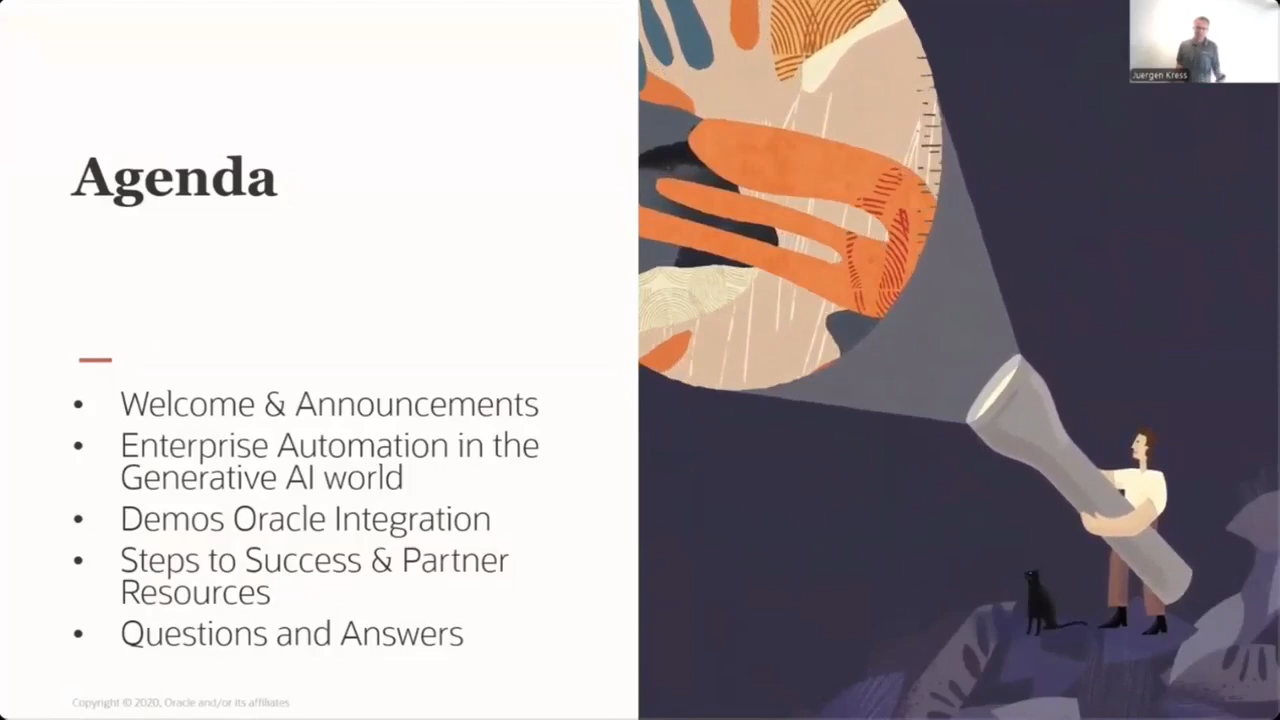 Juergen Kress
Agenda
• Welcome & Announcements
• Enterprise Automation in the
Generative AI world
• Demos Oracle Integration
• Steps to Success & Partner
Resources
• Questions and Answers
Copyright © 2020, Oracle and/or its affiliates